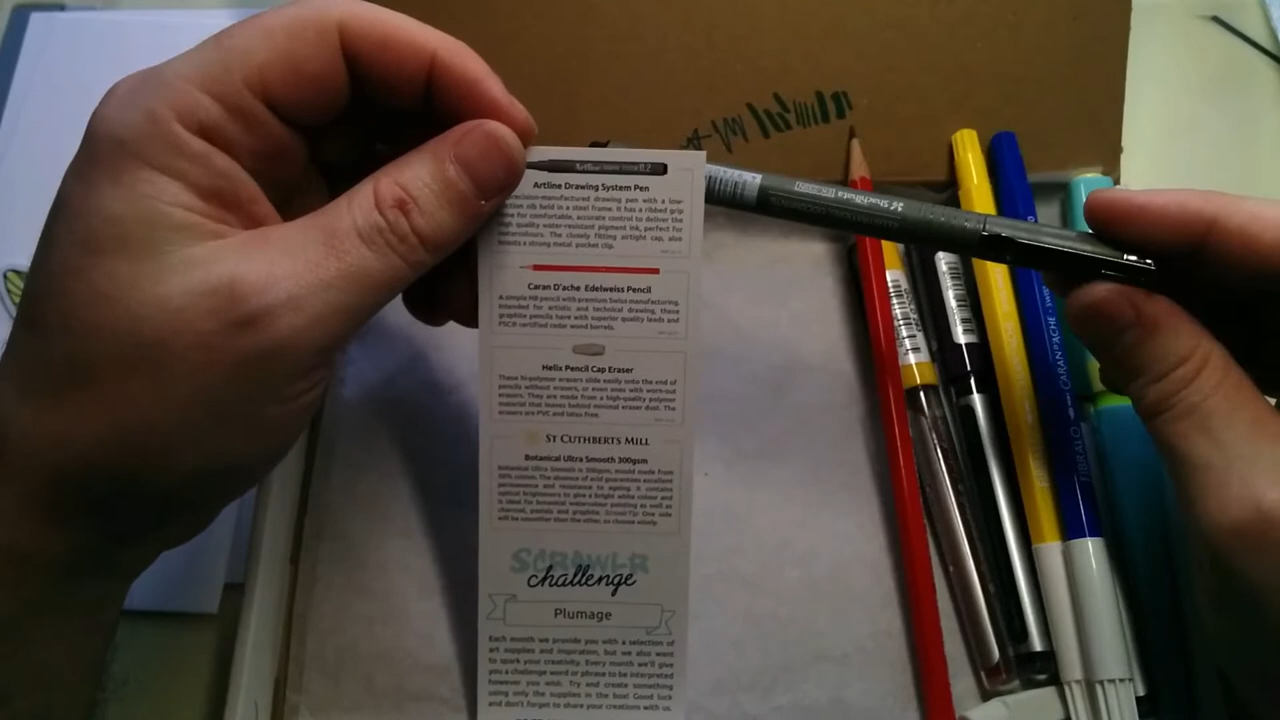 Artline 0.2
Artline Drawing System Pen
precision-manufactured drawing pen with a low-
nib held in a steel frame. It has a ribbed grip
for comfortable, accurate control to deliver the
high quality water-resistant pigment ink, perfect for
watercolours. The closely fitting airtight cap, also
boasts a strong metal pocket clip.
Caran D'ache Edelweiss Pencil
A simple HB pencil with premium Swiss manufacturing.
Intended for artistic and technical drawing, these
graphite pencils have with superior quality leads and
FSC® certified cedar wood barrels.
Helix Pencil Cap Eraser
These hi-polymer erasers slide easily onto the end of
pencils without erasers, or even ones with worn-out
erasers. They are made from a high-quality polymer
material that leaves behind minimal eraser dust. The
erasers are PVC and latex free.
ST CUTHBERTS MILL
Botanical Ultra Smooth 300gsm
Botanical Ultra Smooth is 300gsm, mould made from
cotton. The absence of acid guarantees excellent
permanence and resistance to ageing. It contains
optical brighteners to give a bright white colour and
is ideal for botanical watercolour painting as well as
charcoal, pastels and graphite. ScrawlrTip: One side
will be smoother than the other, so choose wisely.
SCRAWLR
challenge
Plumage
Each month we provide you with a selection of
art supplies and inspiration, but we also want
to spark your creativity. Every month we'll give
you a challenge word or phrase to be interpreted
however you wish. Try and create something
using only the supplies in the box! Good luck
and don't forget to share your creations with us.
Shachihata
FIBRALO CARAN D'ACHE